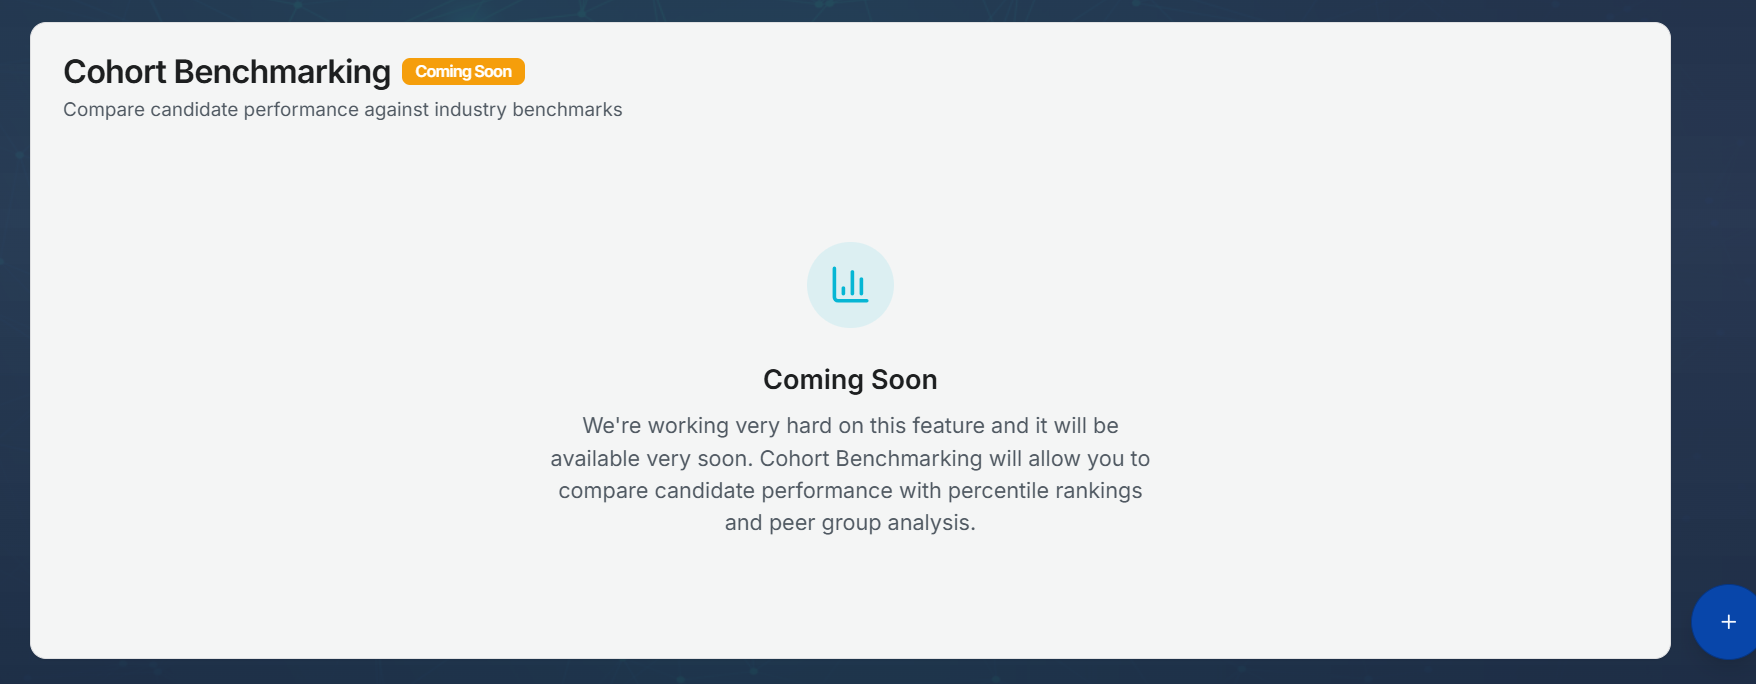 Cohort Benchmarking Coming Soon
Compare candidate performance against industry benchmarks
Coming Soon
We're working very hard on this feature and it will be
available very soon. Cohort Benchmarking will allow you to
compare candidate performance with percentile rankings
and peer group analysis.
+